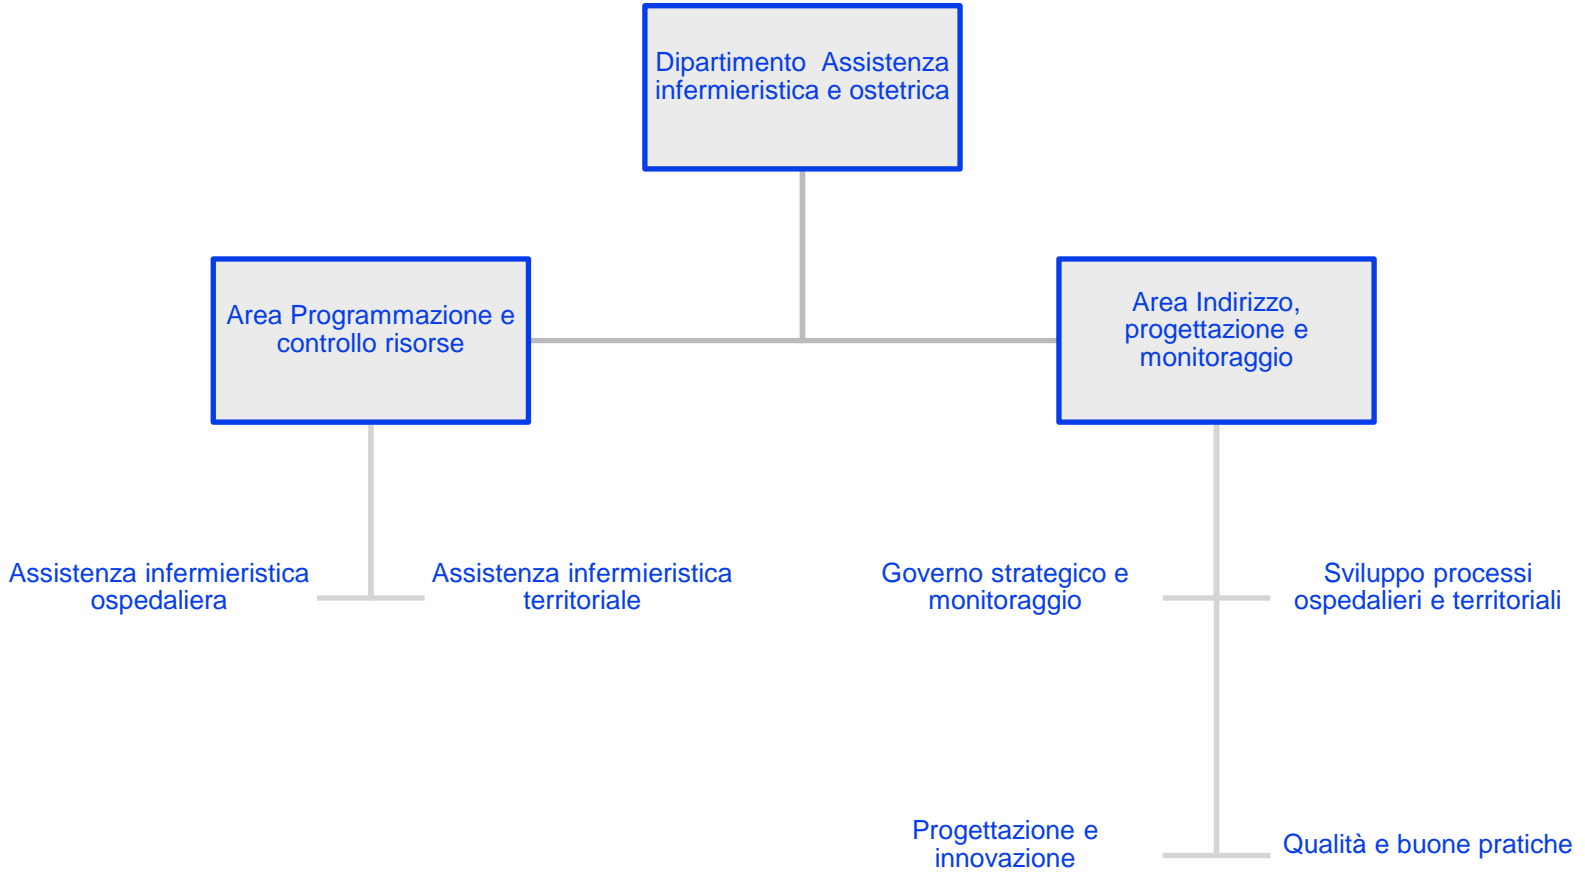 Dipartimento Assistenza
infermieristica e ostetrica
Area Programmazione e
controllo risorse
Area Indirizzo,
progettazione e
monitoraggio
Assistenza infermieristica
ospedaliera
Assistenza infermieristica
territoriale
Governo strategico e
monitoraggio
Sviluppo processi
ospedalieri e territoriali
Progettazione e
innovazione
Qualità e buone pratiche